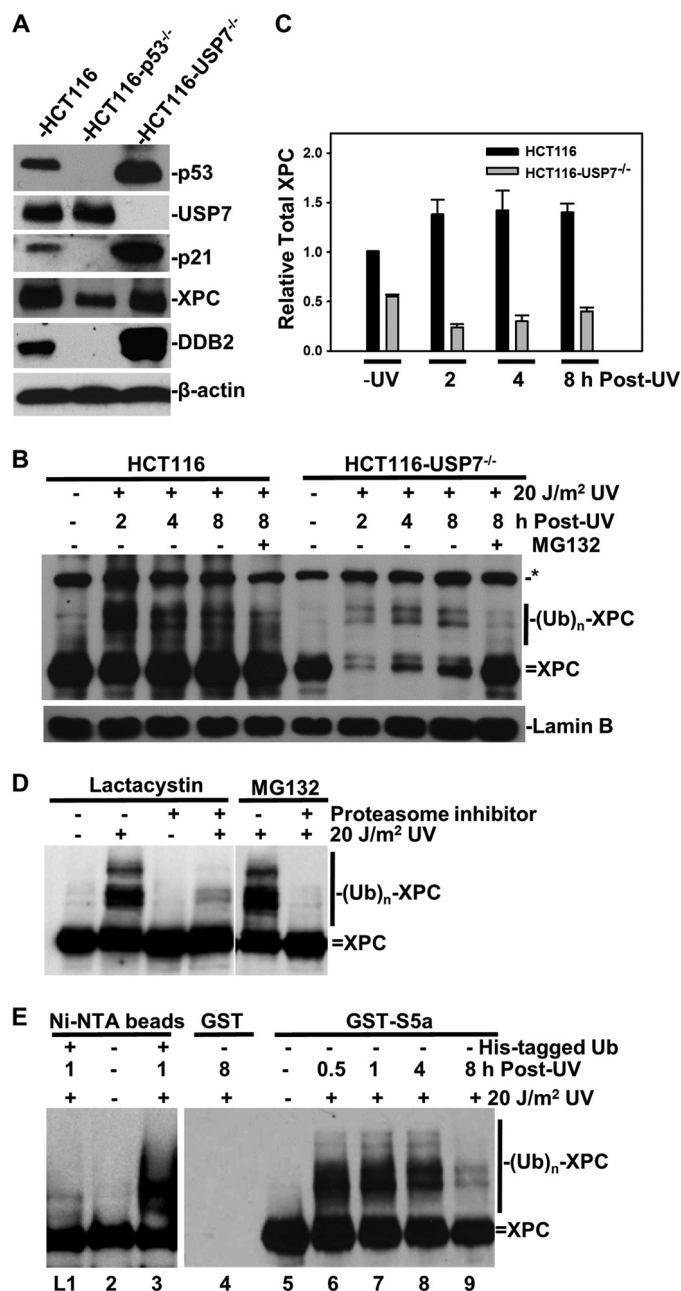 A
-HCT116
-HCT116-p53-/-
-HCT116-USP7-/-
-p53
-USP7
-p21
-XPC
-DDB2
-β-actin
C
Relative Total XPC
2.0
1.5
1.0
0.5
0.0
HCT116
HCT116-USP7-/-
-UV 2 4 8 h Post-UV
B
HCT116 HCT116-USP7-/-
- + + + + - + + + + 20 J/m2 UV
- 2 4 8 8 - 2 4 8 8 h Post-UV
- - - - + - - - - + MG132
-*
-(Ub)n-XPC
=XPC
-Lamin B
D
Lactacystin MG132
- - + + - + Proteasome inhibitor
- + - + + + 20 J/m2 UV
-(Ub)n-XPC
=XPC
E
Ni-NTA beads GST GST-S5a
+ - + - - - - - - His-tagged Ub
1 - 1 8 - 0.5 1 4 8 h Post-UV
+ - + + - + + + + 20 J/m2 UV
-(Ub)n-XPC
=XPC
L1 2 3 4 5 6 7 8 9